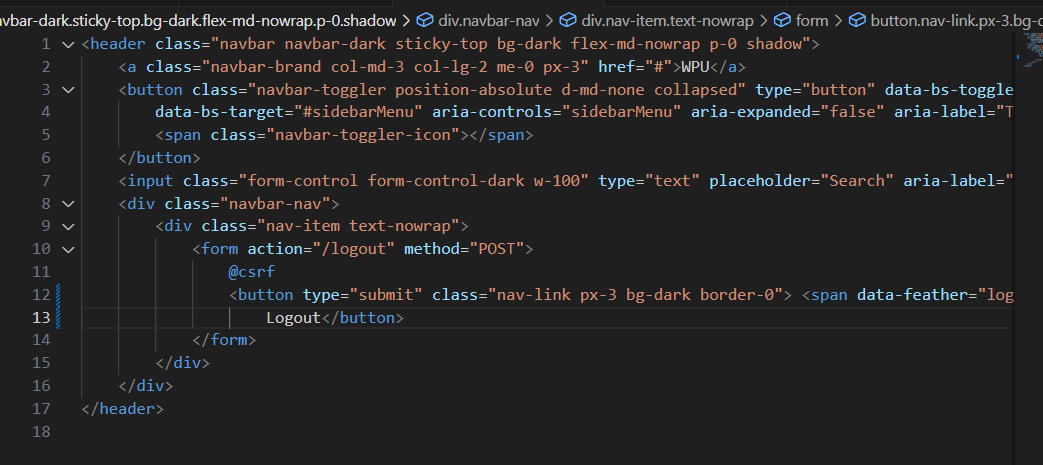 vbar-dark.sticky-top.bg-dark.flex-md-nowrap.p-0.shadow > div.navbar-nav > div.nav-item.text-nowrap > form > button.nav-link.px-3.bg-
1 <header class="navbar navbar-dark sticky-top bg-dark flex-md-nowrap p-0 shadow">
2 <a class="navbar-brand col-md-3 col-lg-2 me-0 px-3" href="#">WPU</a>
3 <button class="navbar-toggler position-absolute d-md-none collapsed" type="button" data-bs-toggle
4 data-bs-target="#sidebarMenu" aria-controls="sidebarMenu" aria-expanded="false" aria-label="T
5 <span class="navbar-toggler-icon"></span>
6 </button>
7 <input class="form-control form-control-dark w-100" type="text" placeholder="Search" aria-label="
8 <div class="navbar-nav">
9 <div class="nav-item text-nowrap">
10 <form action="/logout" method="POST">
11 @csrf
12 <button type="submit" class="nav-link px-3 bg-dark border-0"> <span data-feather="log
13 Logout</button>
14 </form>
15 </div>
16 </div>
17 </header>
18